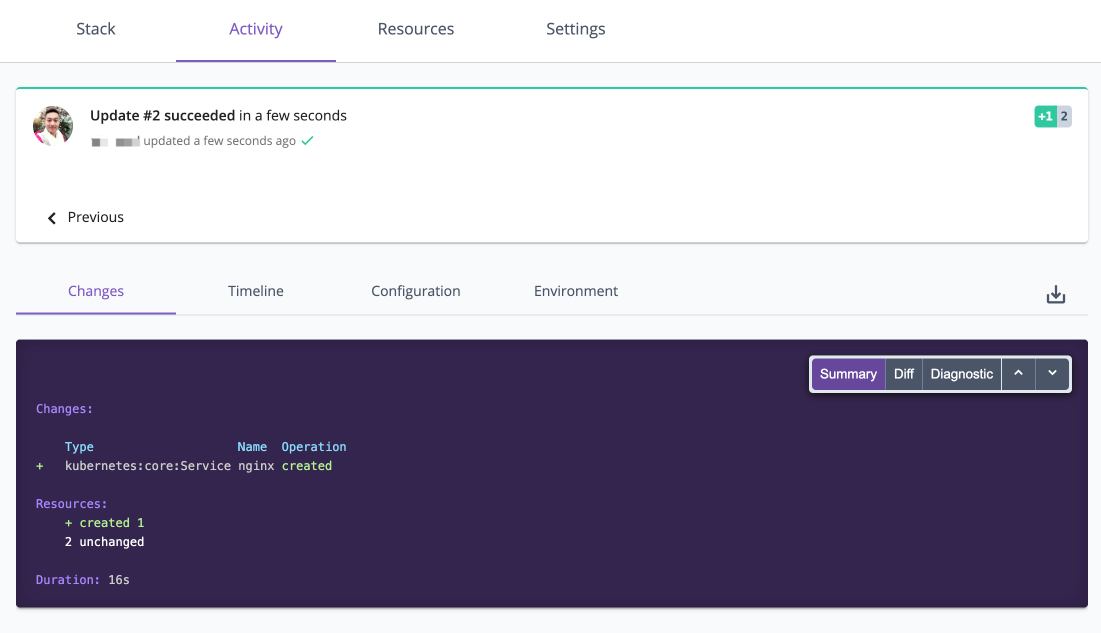 Stack Activity Resources Settings
Update #2 succeeded in a few seconds
+1 2
updated a few seconds ago
Previous
Changes Timeline Configuration Environment
Summary Diff Diagnostic
Changes:
Type Name Operation
+ kubernetes:core:Service nginx created
Resources:
+ created 1
2 unchanged
Duration: 16s